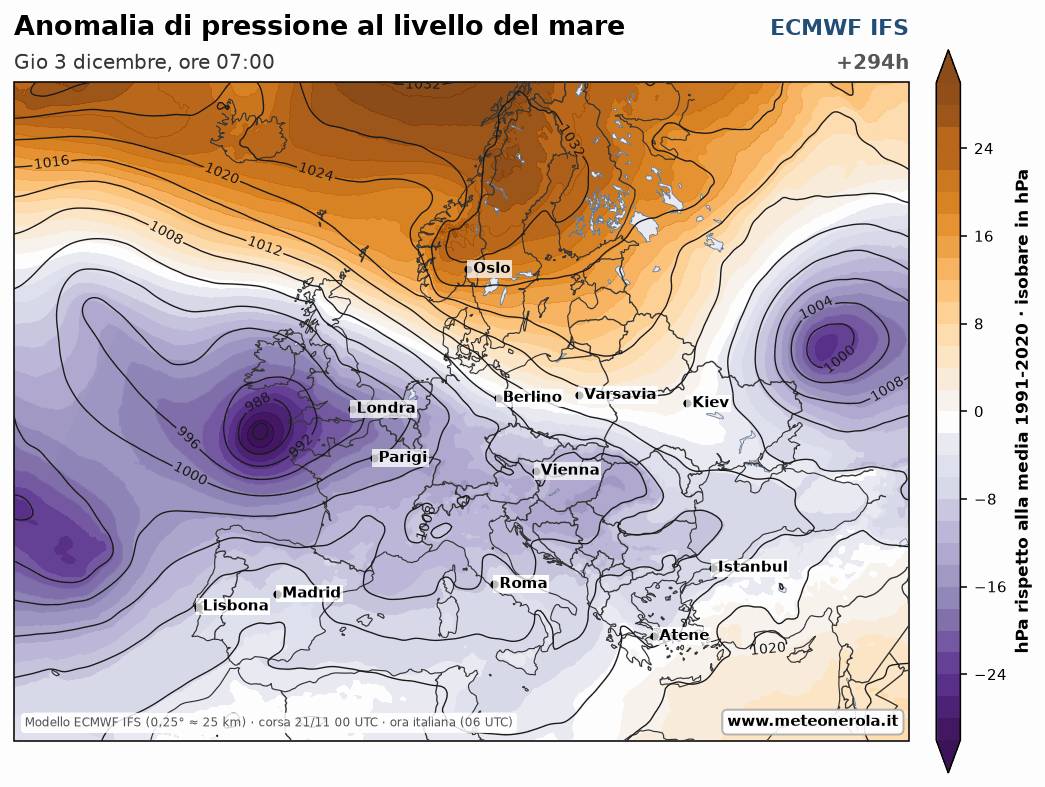 Anomalia di pressione al livello del mare
ECMWF IFS
Gio 3 dicembre, ore 07:00
+294h
1032
1032
1016
1020
1024
1008
1012
Oslo
1004
1000
1008
988
992
996
1000
Londra
Berlino
Varsavia
Kiev
Parigi
Vienna
1008
Istanbul
Roma
Madrid
Lisbona
Atene
1020
Modello ECMWF IFS (0,25° ≈ 25 km) · corsa 21/11 00 UTC · ora italiana (06 UTC)
www.meteonerola.it
24
16
8
0
−8
−16
−24
hPa rispetto alla media 1991-2020 · isobare in hPa